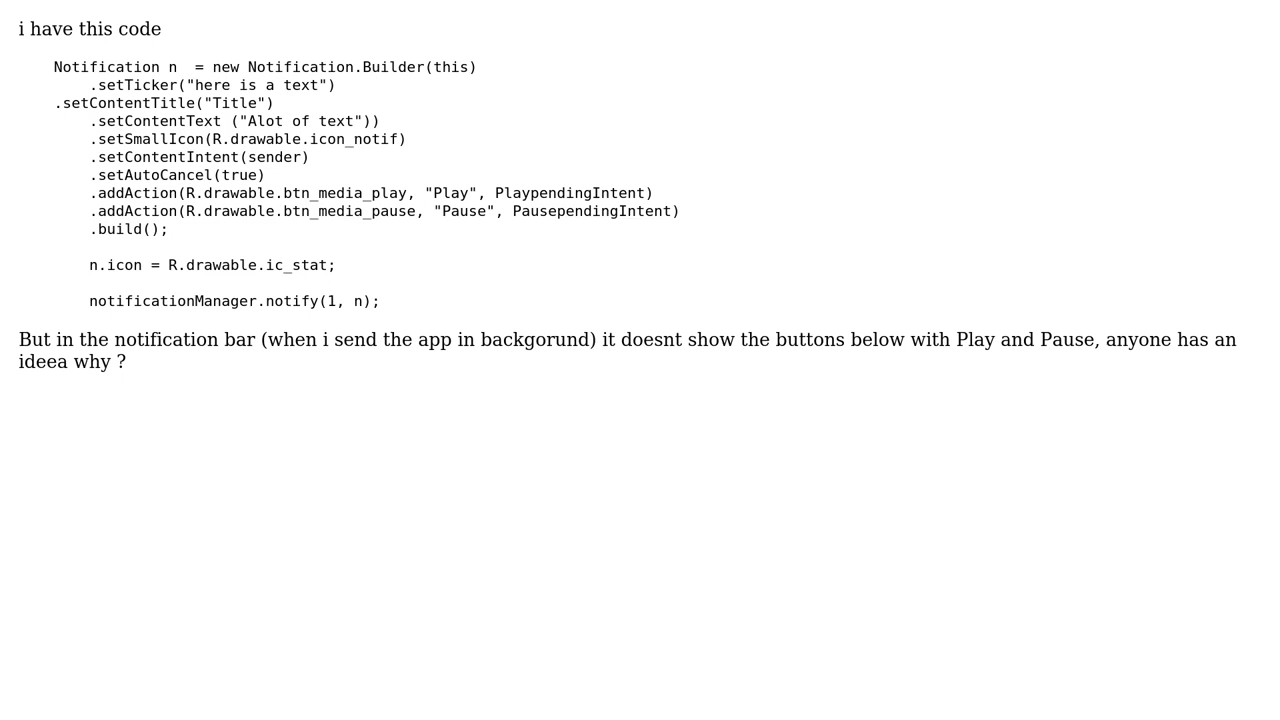 i have this code
Notification n  = new Notification.Builder(this)
.setTicker("here is a text")
.setContentTitle("Title")
.setContentText ("Alot of text"))
.setSmallIcon(R.drawable.icon_notif)
.setContentIntent(sender)
.setAutoCancel(true)
.addAction(R.drawable.btn_media_play, "Play", PlaypendingIntent)
.addAction(R.drawable.btn_media_pause, "Pause", PausependingIntent)
.build();
n.icon = R.drawable.ic_stat;
notificationManager.notify(1, n);
But in the notification bar (when i send the app in backgorund) it doesnt show the buttons below with Play and Pause, anyone has an
ideea why ?